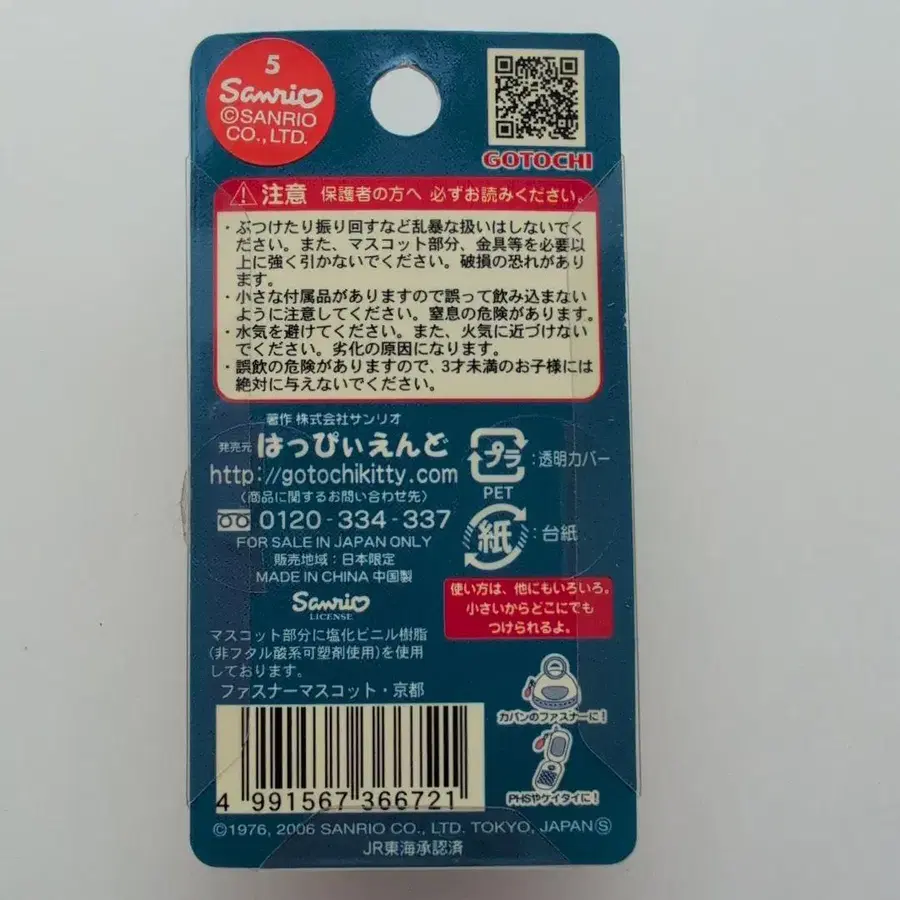 5
Sanrio
©SANRIO
CO., LTD.
GOTOCHI
注意 保護者の方へ 必ずお読みください。
・ぶつけたり振り回すなど乱暴な扱いはしないでく
ださい。また、マスコット部分、金具等を必要以
上に強く引かないでください。破損の恐れがあり
ます。
・小さな付属品がありますので誤って飲み込まない
ように注意してください。窒息の危険があります。
・水気を避けてください。また、火気に近づけない
でください。劣化の原因になります。
・誤飲の危険がありますので、3才未満のお子様には
絶対に与えないでください。
著作 株式会社サンリオ
発売元 はっぴぃえんど
http://gotochikitty.com
(商品に関するお問い合わせ先)
0120-334-337
FOR SALE IN JAPAN ONLY
販売地域：日本限定
MADE IN CHINA 中国製
Sanrio
LICENSE
プラ:透明カバー
PET
紙:台紙
使い方は、他にもいろいろ。
小さいからどこにでも
つけられるよ。
マスコット部分に塩化ビニル樹脂
(非フタル酸系可塑剤使用)を使用
しております。
ファスナーマスコット・京都
カバンのファスナーに!
PHSやケイタイに!
4 991567 366721
©1976, 2006 SANRIO CO., LTD. TOKYO, JAPAN Ⓢ
JR東海承認済